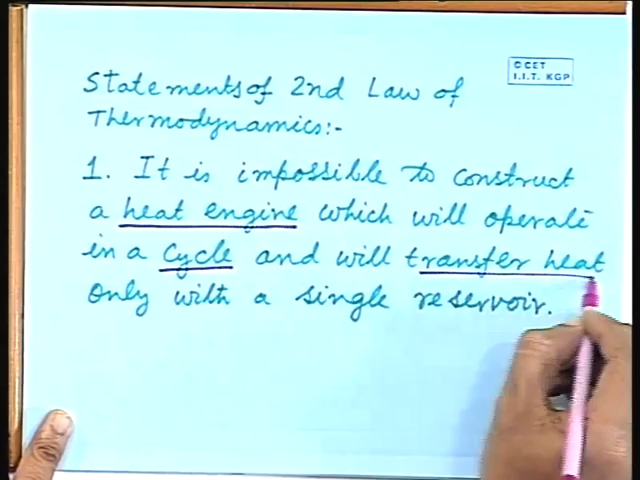 © CET
I.I.T. KGP
Statements of 2nd Law of
Thermodynamics:-
1. It is impossible to construct
a heat engine which will operate
in a cycle and will transfer heat
only with a single reservoir.